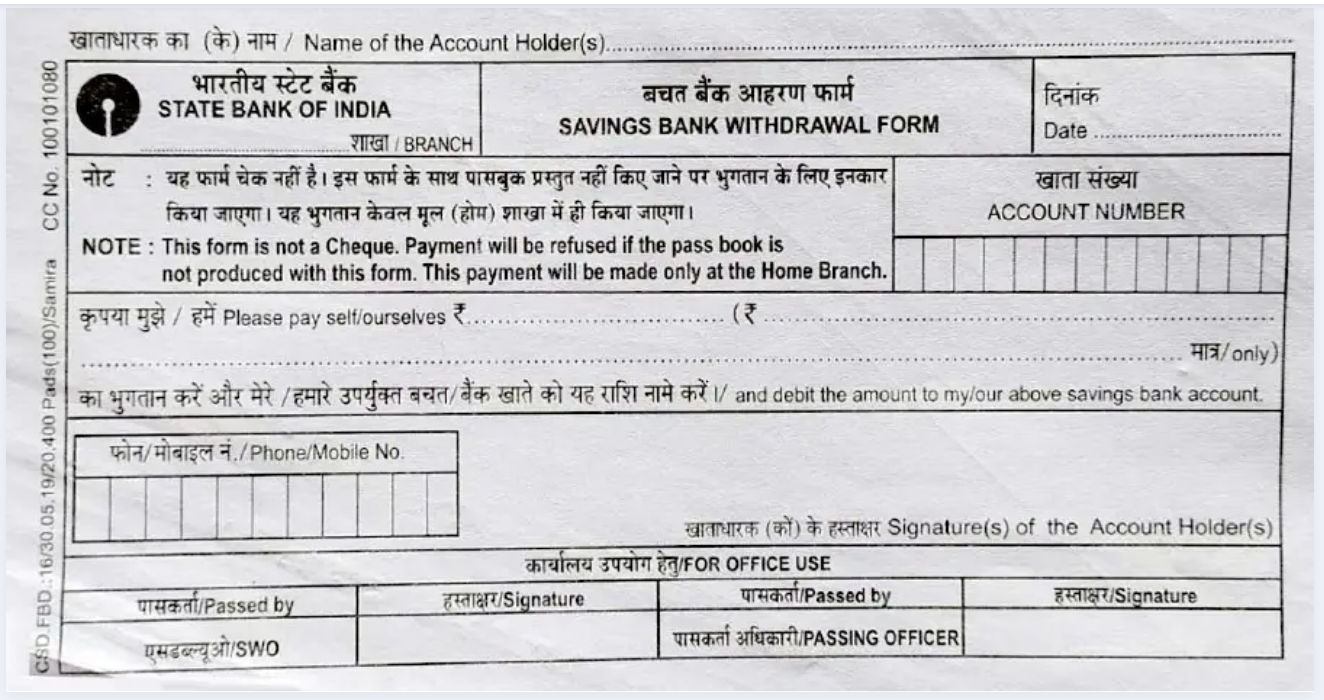 खाताधारक का (के) नाम / Name of the Account Holder(s)
भारतीय स्टेट बैंक
STATE BANK OF INDIA
शाखा / BRANCH
बचत बैंक आहरण फार्म
SAVINGS BANK WITHDRAWAL FORM
दिनांक
Date
नोट : यह फार्म चेक नहीं है। इस फार्म के साथ पासबुक प्रस्तुत नहीं किए जाने पर भुगतान के लिए इनकार
किया जाएगा। यह भुगतान केवल मूल (होम) शाखा में ही किया जाएगा।
NOTE : This form is not a Cheque. Payment will be refused if the pass book is
not produced with this form. This payment will be made only at the Home Branch.
खाता संख्या
ACCOUNT NUMBER
कृपया मुझे / हमें Please pay self/ourselves ₹ (₹
मात्र/only)
का भुगतान करें और मेरे /हमारे उपर्युक्त बचत/बैंक खाते को यह राशि नामे करें।/ and debit the amount to my/our above savings bank account.
फोन/मोबाइल नं./Phone/Mobile No.
खाताधारक (कों) के हस्ताक्षर Signature(s) of the Account Holder(s)
कार्यालय उपयोग हेतु/FOR OFFICE USE
पासकर्ता/Passed by हस्ताक्षर/Signature पासकर्ता/Passed by हस्ताक्षर/Signature
एसडब्ल्यूओ/SWO पासकर्ता अधिकारी/PASSING OFFICER
CSD.FBD.:16/30.05.19/20.400 Pads(100)/Samira CC No. 100101080